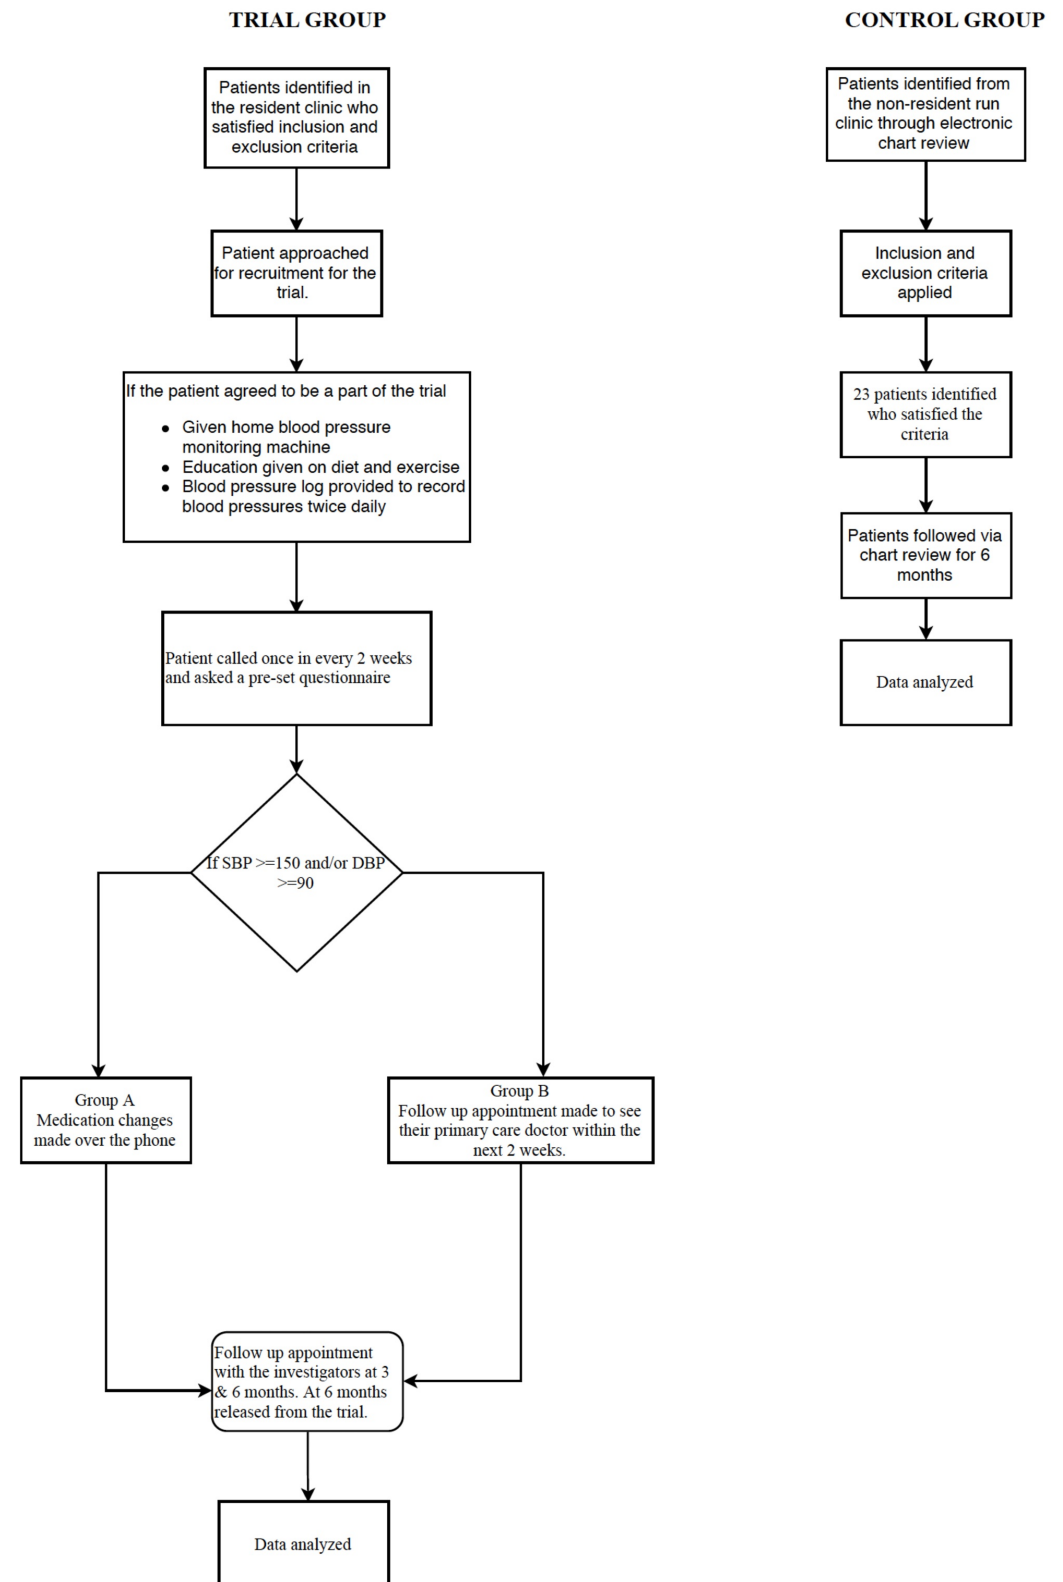 TRIAL GROUP
CONTROL GROUP
Patients identified in
the resident clinic who
satisfied inclusion and
exclusion criteria
Patient approached
for recruitment for the
trial.
If the patient agreed to be a part of the trial
● Given home blood pressure
monitoring machine
● Education given on diet and exercise
● Blood pressure log provided to record
blood pressures twice daily
Patient called once in every 2 weeks
and asked a pre-set questionnaire
If SBP >=150 and/or DBP
>=90
Group A
Medication changes
made over the phone
Group B
Follow up appointment made to see
their primary care doctor within the
next 2 weeks.
Follow up appointment
with the investigators at 3
& 6 months. At 6 months
released from the trial.
Data analyzed
Patients identified from
the non-resident run
clinic through electronic
chart review
Inclusion and
exclusion criteria
applied
23 patients identified
who satisfied the
criteria
Patients followed via
chart review for 6
months
Data analyzed